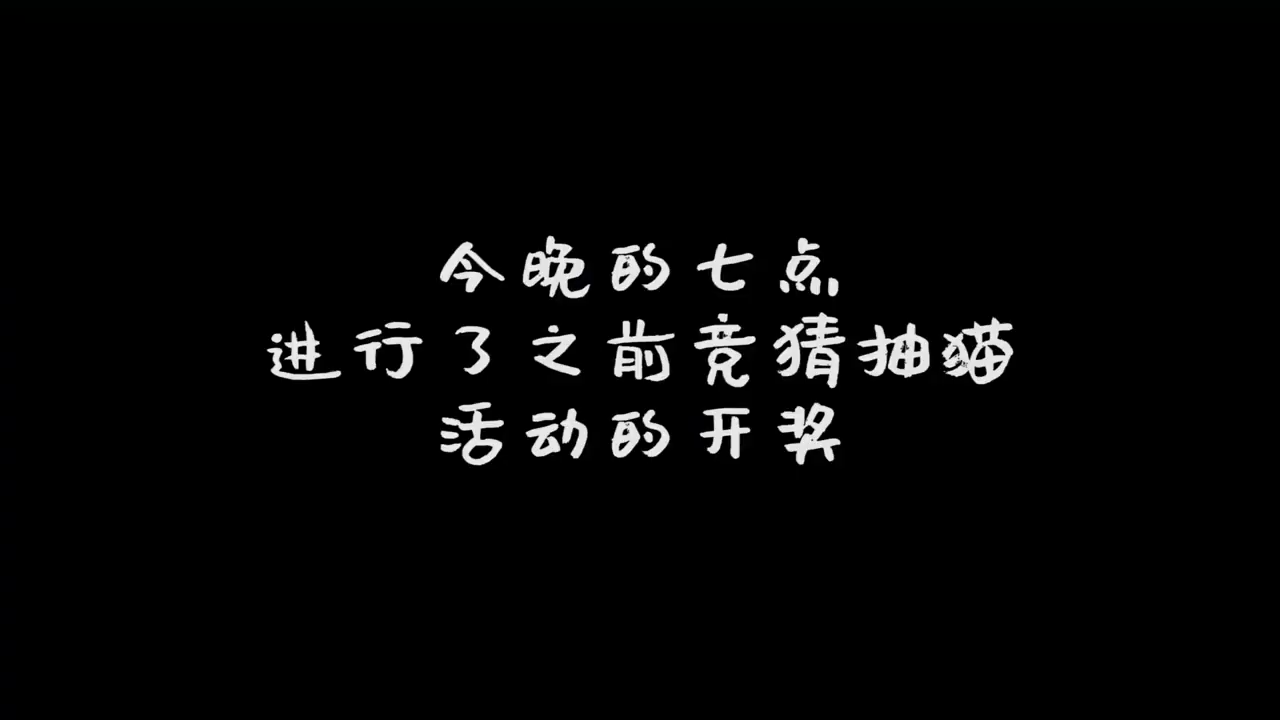 今晚的七点
进行了之前竞猜抽猫
活动的开奖